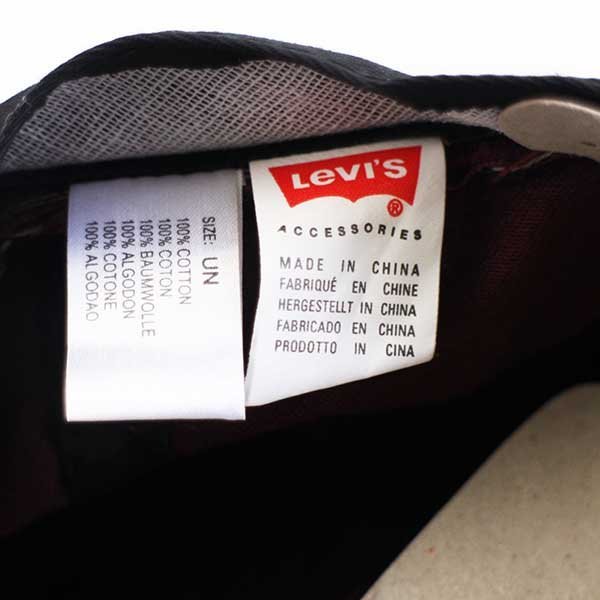 SIZE: UN
100% COTTON
100% COTON
100% BAUMWOLLE
100% ALGODON
100% COTONE
100% ALGODAO
LEVI'S
®
ACCESSORIES
MADE IN CHINA
FABRIQUÉ EN CHINE
HERGESTELLT IN CHINA
FABRICADO EN CHINA
PRODOTTO IN CINA